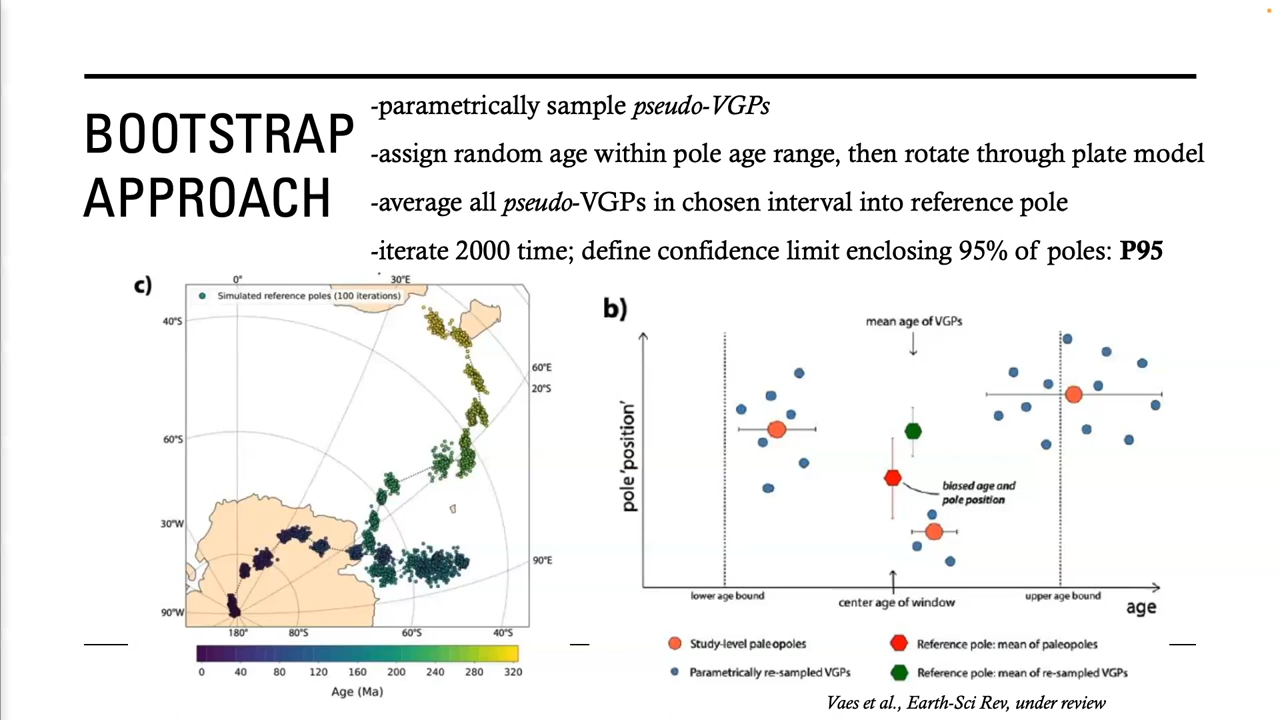 BOOTSTRAP
APPROACH
-parametrically sample pseudo-VGPs
-assign random age within pole age range, then rotate through plate model
-average all pseudo-VGPs in chosen interval into reference pole
-iterate 2000 time; define confidence limit enclosing 95% of poles: P95
c)
0°
30°E
Simulated reference poles (100 iterations)
40°S
60°E
20°S
60°S
30°W
90°E
90°W
180°
80°S
60°S
40°S
0
40
80
120
160
200
240
280
320
Age (Ma)
b)
mean age of VGPs
pole 'position'
biased age and
pole position
lower age bound
center age of window
upper age bound
age
Study-level paleopoles
Reference pole: mean of paleopoles
Parametrically re-sampled VGPs
Reference pole: mean of re-sampled VGPs
Vaes et al., Earth-Sci Rev, under review